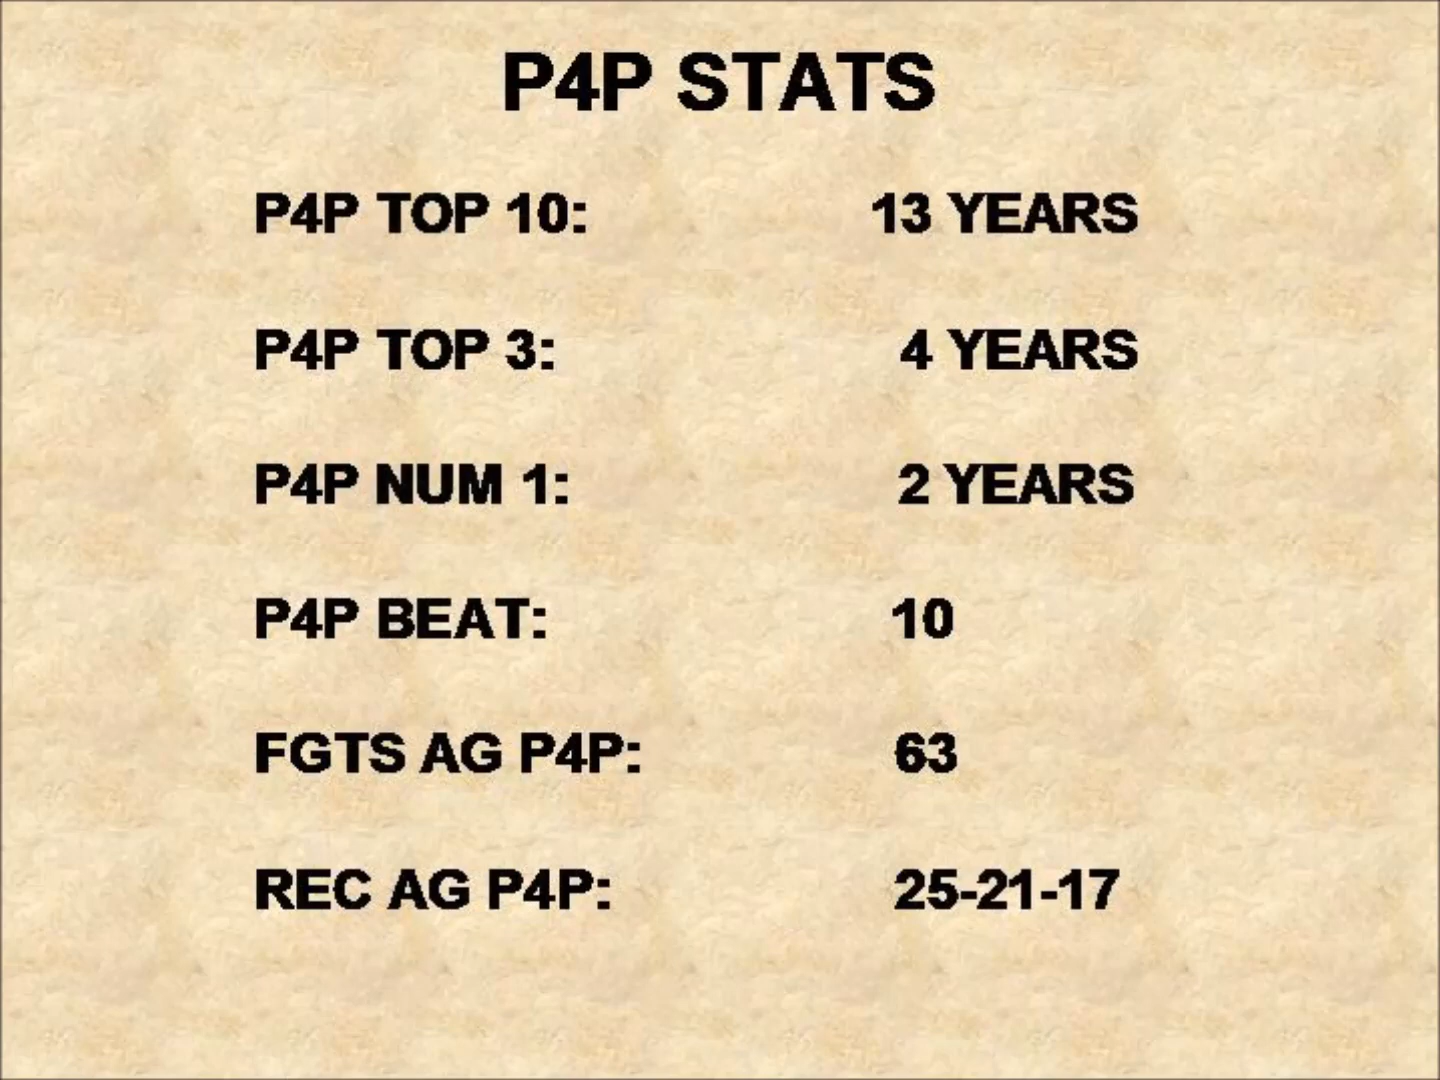 P4P STATS
P4P TOP 10: 13 YEARS
P4P TOP 3: 4 YEARS
P4P NUM 1: 2 YEARS
P4P BEAT: 10
FGTS AG P4P: 63
REC AG P4P: 25-21-17